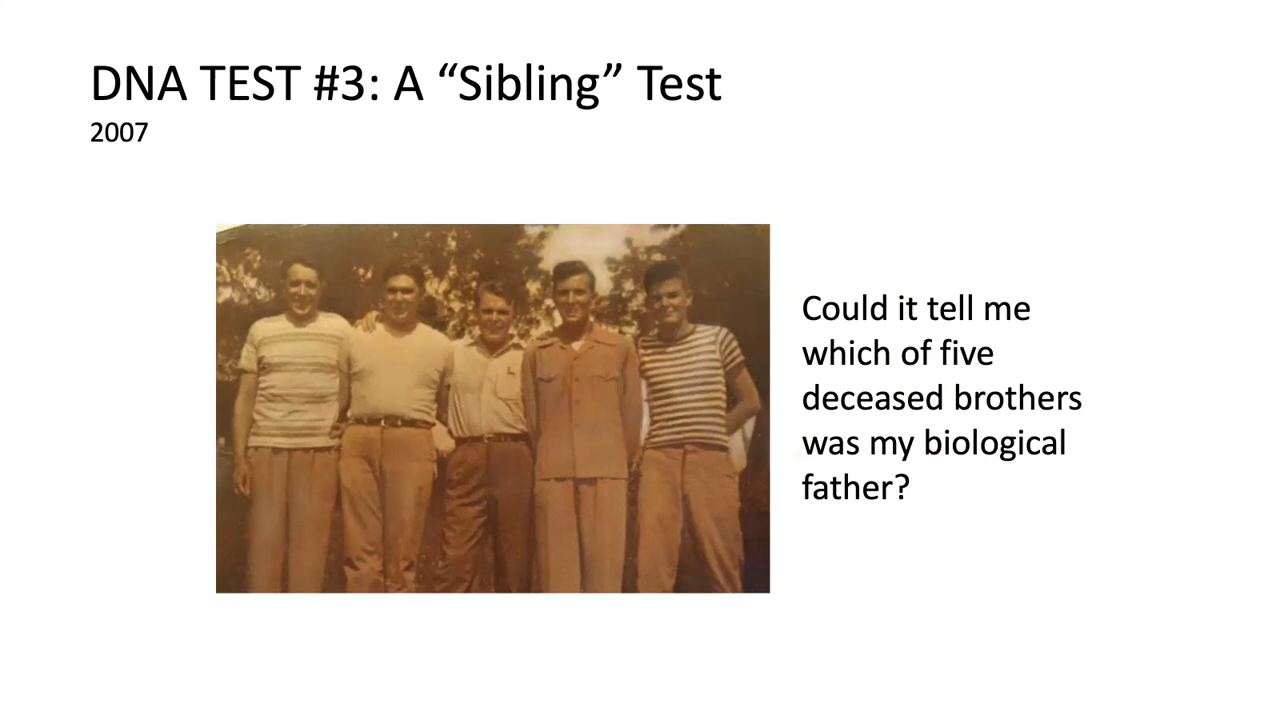 DNA TEST #3: A “Sibling” Test
2007
Could it tell me
which of five
deceased brothers
was my biological
father?